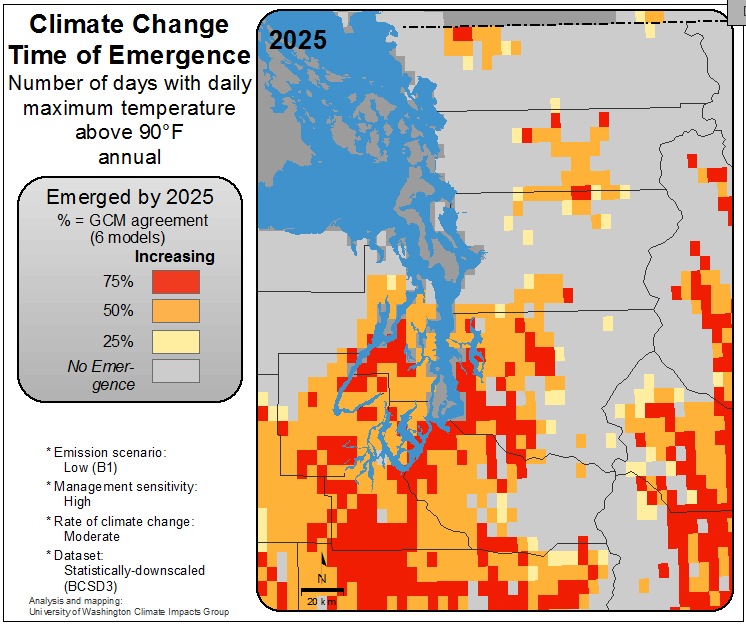 Climate Change
Time of Emergence
Number of days with daily
maximum temperature
above 90°F
annual
Emerged by 2025
% = GCM agreement
(6 models)
Increasing
75%
50%
25%
No Emer-
gence
* Emission scenario:
Low (B1)
* Management sensitivity:
High
* Rate of climate change:
Moderate
* Dataset:
Statistically-downscaled
(BCSD3)
Analysis and mapping:
University of Washington Climate Impacts Group
2025
N
20 km